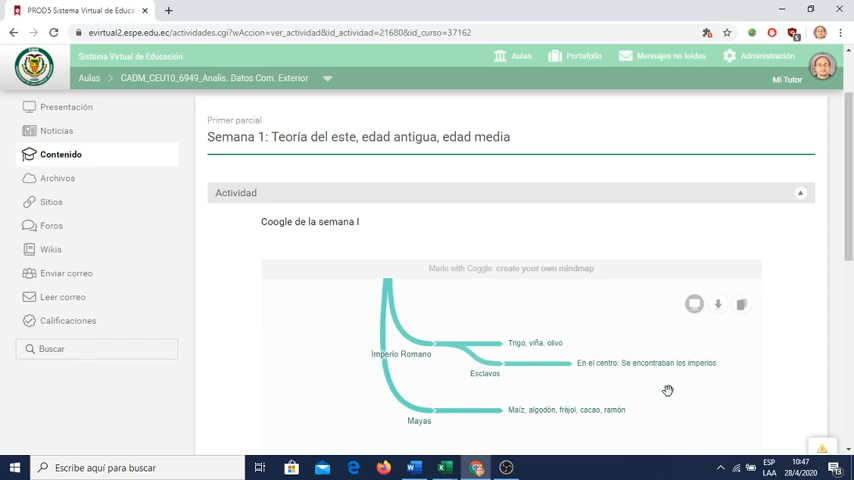 PROD5 Sistema Virtual de Educa
evirtual2.espe.edu.ec/actividades.cgi?wAccion=ver_actividad&id_actividad=21680&id_curso=37162
Sistema Virtual de Educación
Aulas
Portafolio
Mensajes no leídos
Administración
Aulas
CADM_CEU10_6949_Analis. Datos Com. Exterior
Mi Tutor
Presentación
Noticias
Contenido
Archivos
Sitios
Foros
Wikis
Enviar correo
Leer correo
Calificaciones
Buscar
Primer parcial
Semana 1: Teoría del este, edad antigua, edad media
Actividad
Coogle de la semana I
Made with Coggle: create your own mindmap
Trigo, viña, olivo
Imperio Romano
En el centro: Se encontraban los imperios
Esclavos
Maíz, algodón, fréjol, cacao, ramón
Mayas
Escribe aquí para buscar
ESP
LAA
10:47
28/4/2020